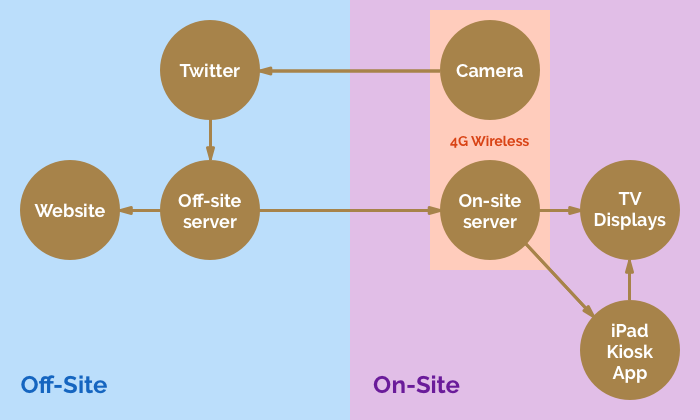 Twitter
Camera
4G Wireless
Website
Off-site
server
On-site
server
TV
Displays
iPad
Kiosk
App
Off-Site
On-Site